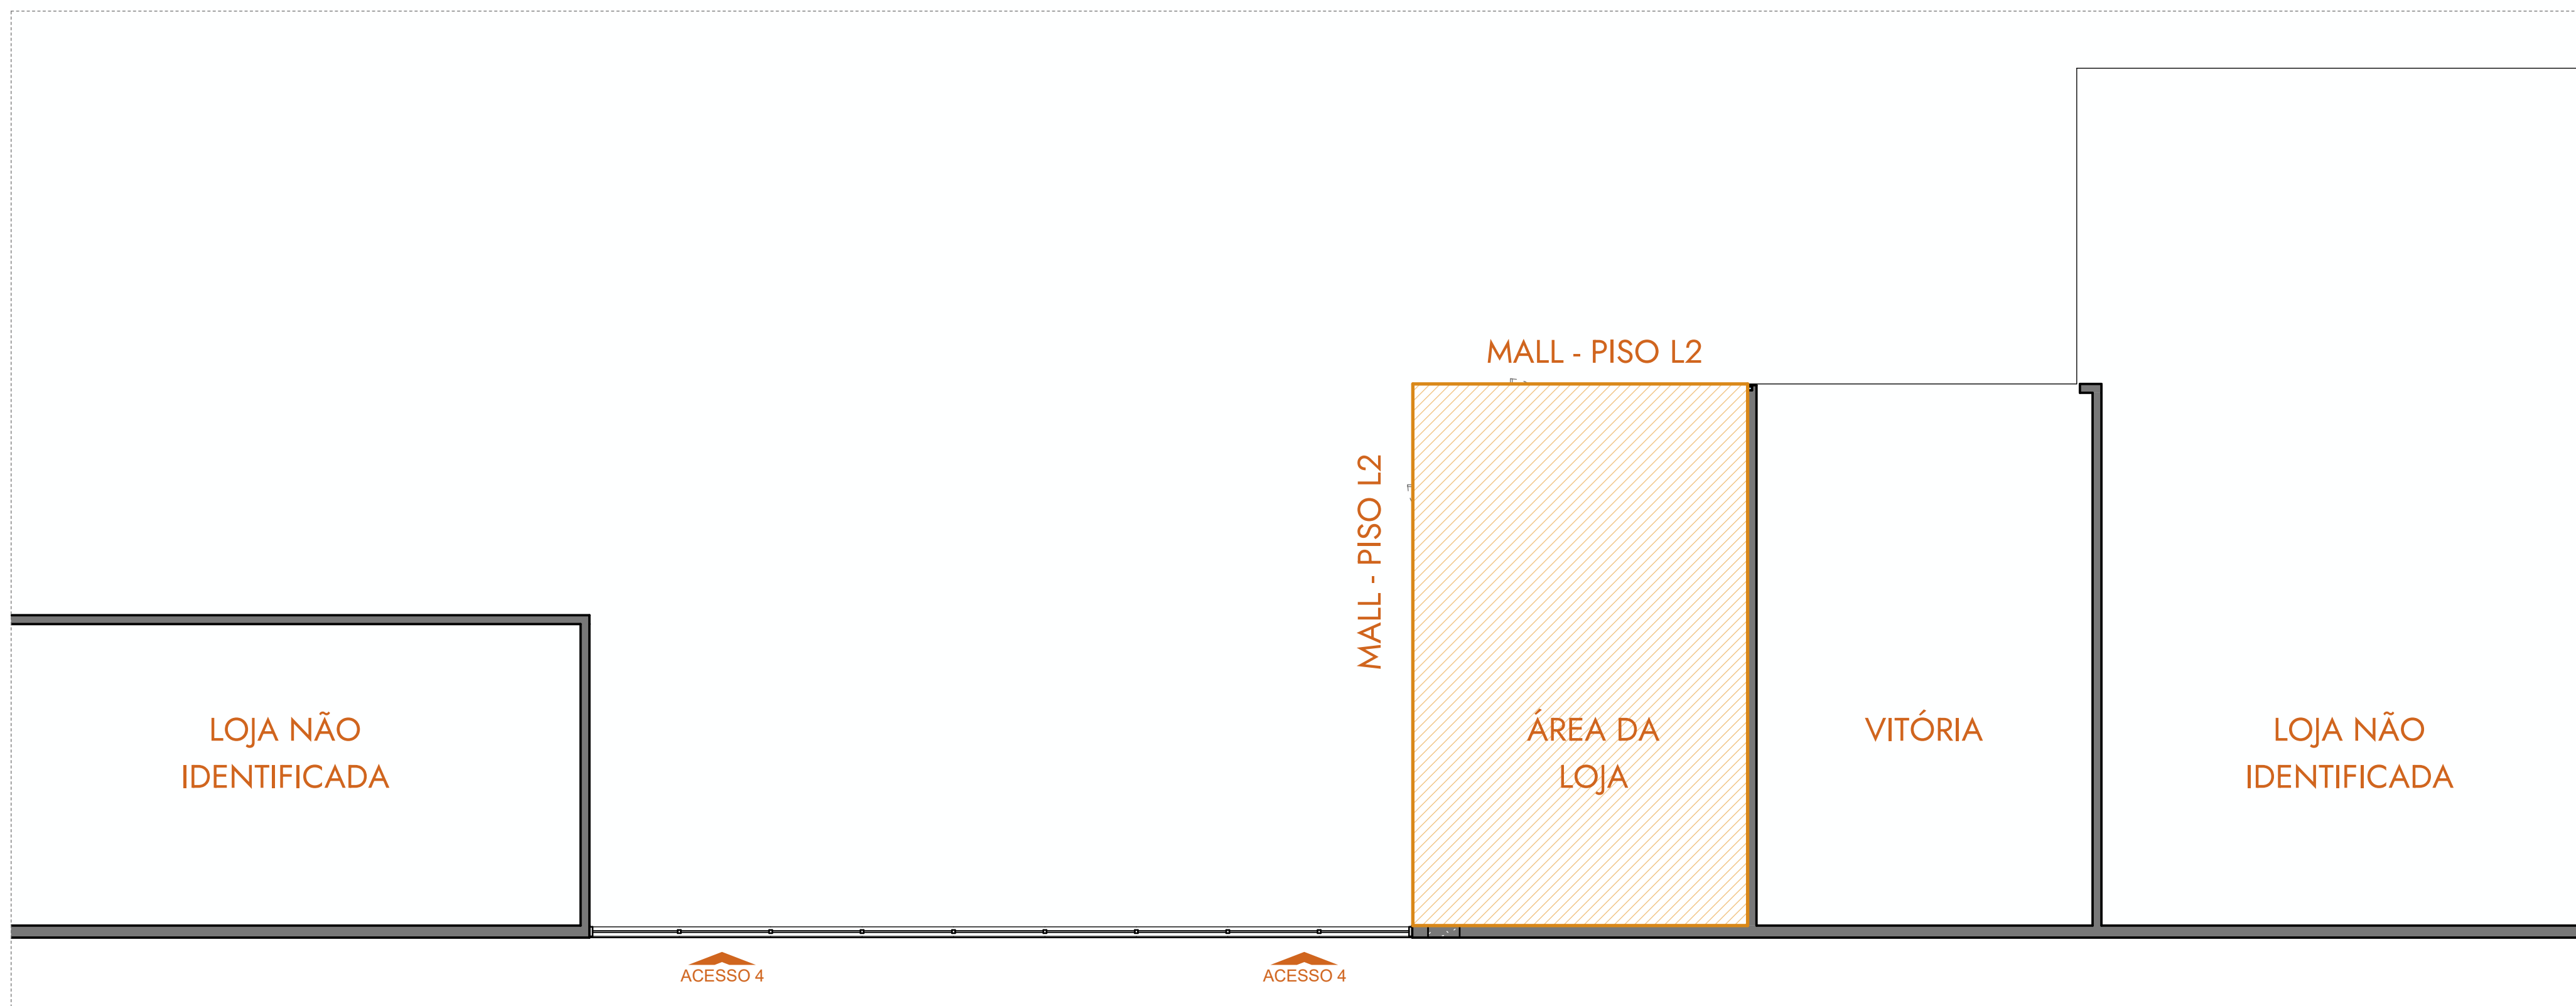 MALL - PISO L2
MALL - PISO L2
LOJA NÃO
IDENTIFICADA
ÁREA DA
LOJA
VITÓRIA
LOJA NÃO
IDENTIFICADA
ACESSO 4
ACESSO 4